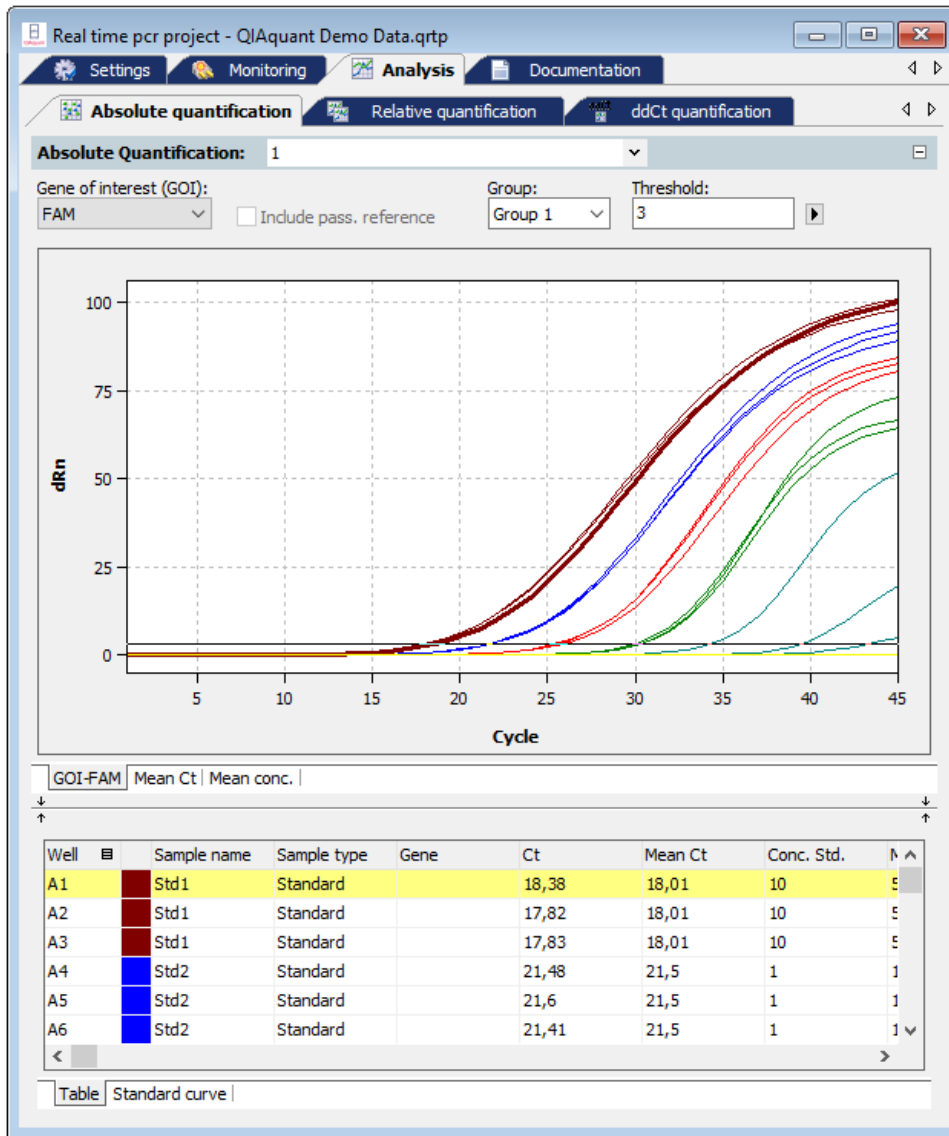 Real time pcr project - QIAquant Demo Data.qrtp
Settings Monitoring Analysis Documentation
Absolute quantification Relative quantification ddCt quantification
Absolute Quantification: 1
Gene of interest (GOI): Group: Threshold:
FAM Include pass. reference Group 1 3
100
75
50
25
0
dRn
5 10 15 20 25 30 35 40 45
Cycle
GOI-FAM Mean Ct Mean conc.
Well Sample name Sample type Gene Ct Mean Ct Conc. Std.
A1 Std1 Standard 18,38 18,01 10
A2 Std1 Standard 17,82 18,01 10
A3 Std1 Standard 17,83 18,01 10
A4 Std2 Standard 21,48 21,5 1
A5 Std2 Standard 21,6 21,5 1
A6 Std2 Standard 21,41 21,5 1
Table Standard curve